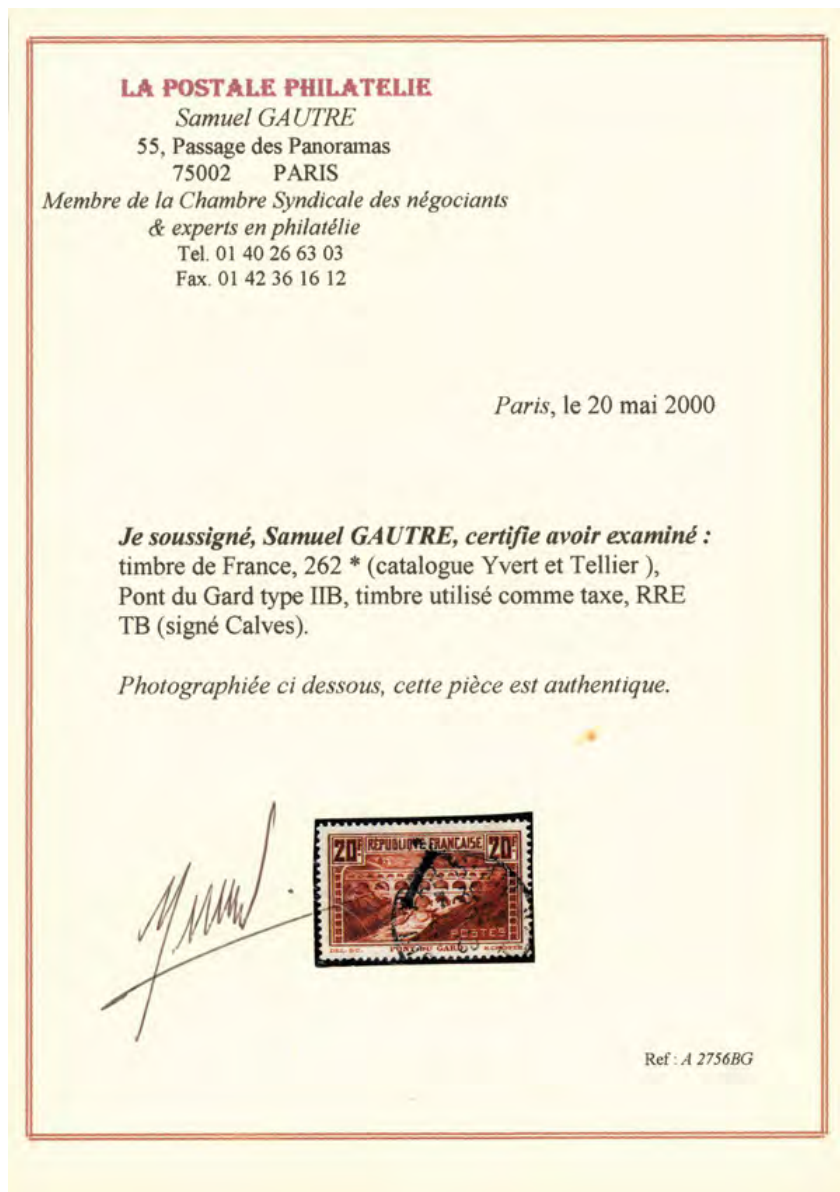 LA POSTALE PHILATELIE
Samuel GAUTRE
55, Passage des Panoramas
75002 PARIS
Membre de la Chambre Syndicale des négociants
& experts en philatélie
Tel. 01 40 26 63 03
Fax. 01 42 36 16 12
Paris, le 20 mai 2000
Je soussigné, Samuel GAUTRE, certifie avoir examiné :
timbre de France, 262 * (catalogue Yvert et Tellier ),
Pont du Gard type IIB, timbre utilisé comme taxe, RRE
TB (signé Calves).
Photographiée ci dessous, cette pièce est authentique.
20F REPUBLIQUE FRANCAISE 20F
POSTES
PONT DU GARD
Ref : A 2756BG